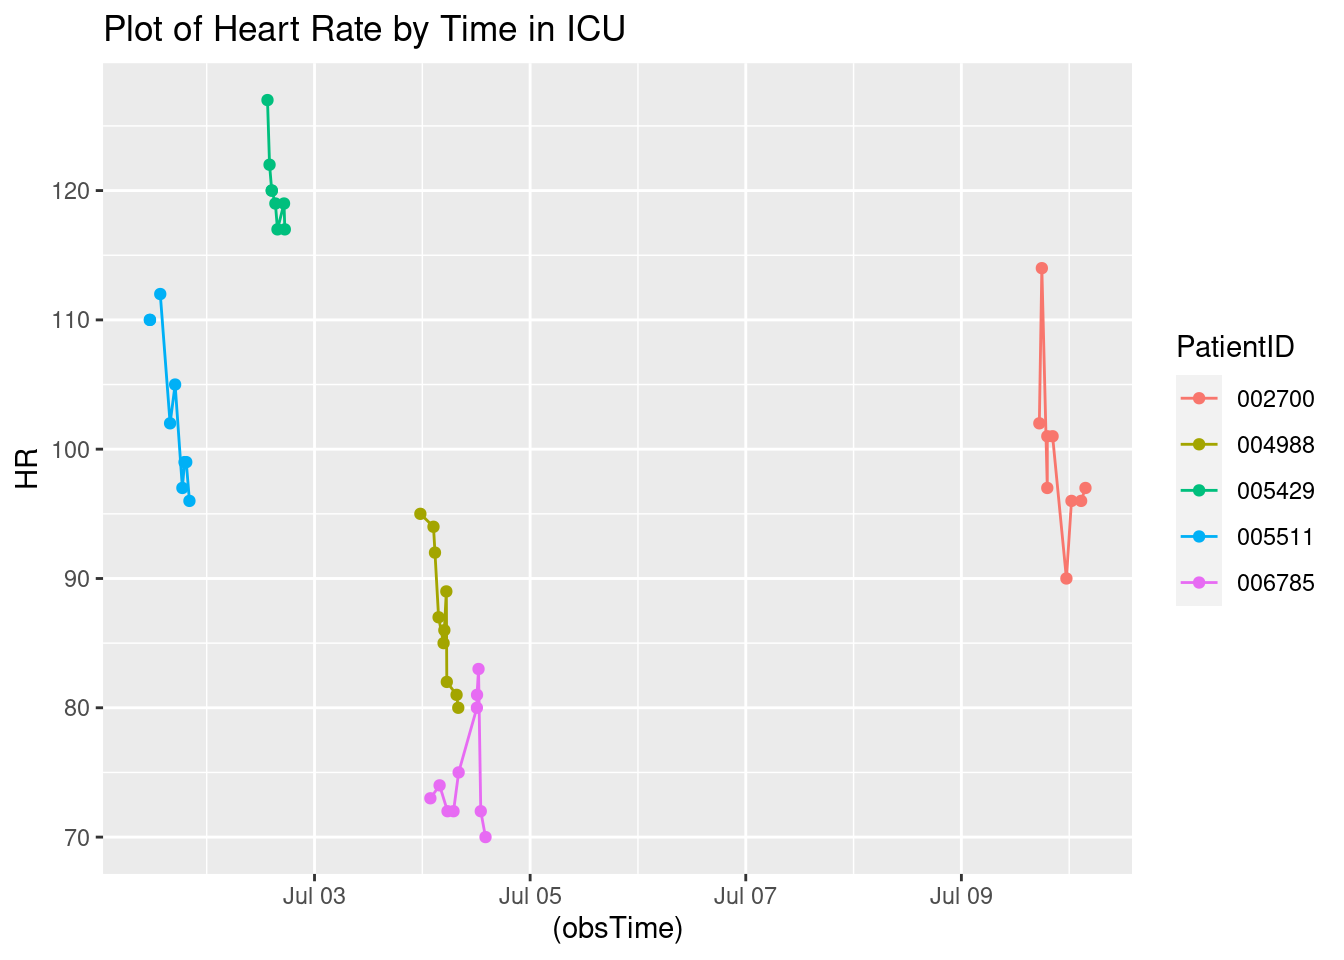 Plot of Heart Rate by Time in ICU
120
110
100
90
80
70
HR
Jul 03
Jul 05
Jul 07
Jul 09
(obsTime)
PatientID
002700
004988
005429
005511
006785